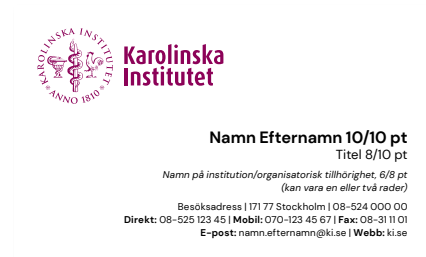 KAROLINSKA INSTITUTET
ANNO 1810
Karolinska
Institutet
Namn Efternamn 10/10 pt
Titel 8/10 pt
Namn på institution/organisatorisk tillhörighet, 6/8 pt
(kan vara en eller två rader)
Besöksadress | 171 77 Stockholm | 08-524 000 00
Direkt: 08-525 123 45 | Mobil: 070-123 45 67 | Fax: 08-31 11 01
E-post: namn.efternamn@ki.se | Webb: ki.se